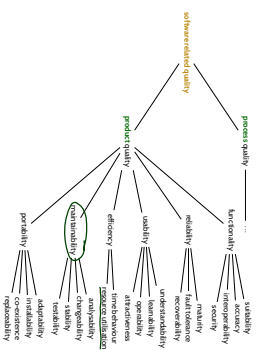 software related quality
process quality
product quality
...
functionality
reliability
usability
efficiency
maintainability
portability
suitability
accuracy
interoperability
security
maturity
fault tolerance
recoverability
understandability
learnability
operability
attractiveness
time behaviour
resource utilisation
analysability
changeability
stability
testability
adaptability
installability
co-existence
replaceability